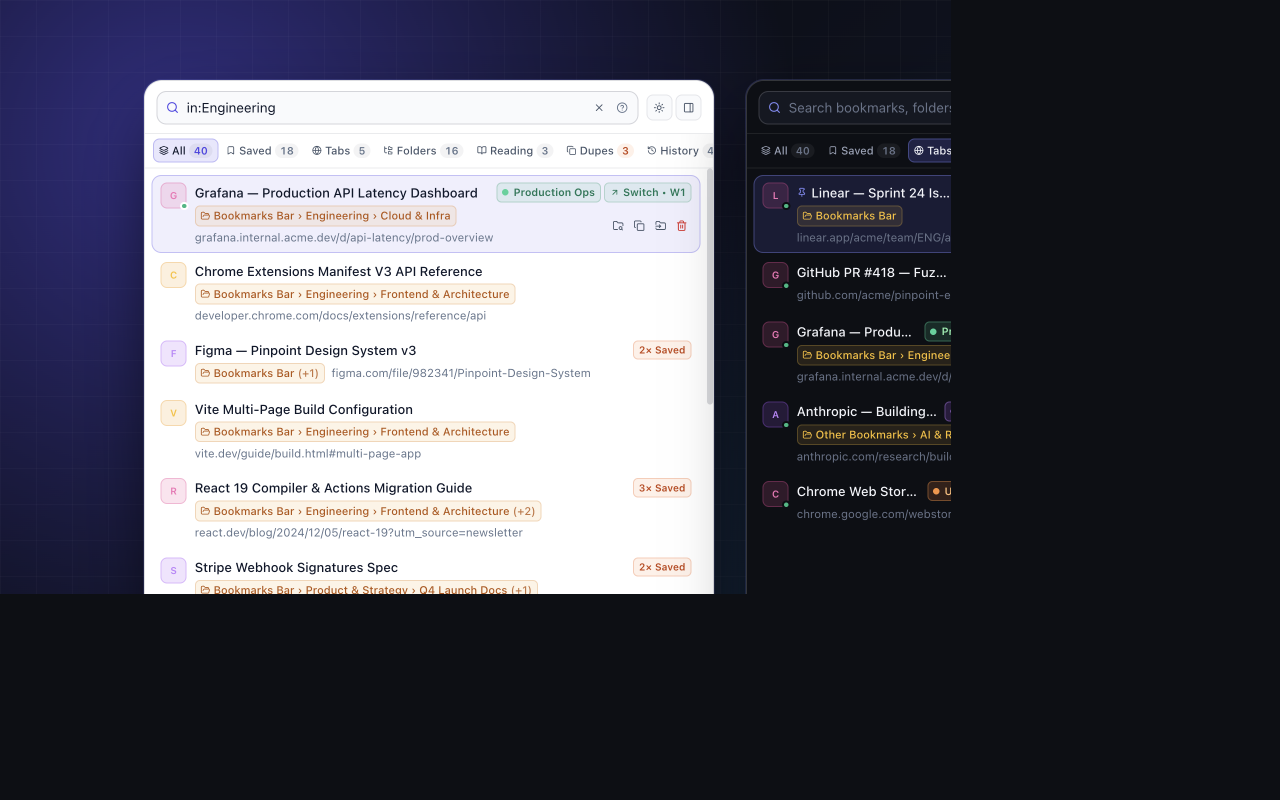 in:Engineering
All 40
Saved 18
Tabs 5
Folders 16
Reading 3
Dupes 3
History 4
G
Grafana — Production API Latency Dashboard
Production Ops
Switch • W1
Bookmarks Bar › Engineering › Cloud & Infra
grafana.internal.acme.dev/d/api-latency/prod-overview
C
Chrome Extensions Manifest V3 API Reference
Bookmarks Bar › Engineering › Frontend & Architecture
developer.chrome.com/docs/extensions/reference/api
F
Figma — Pinpoint Design System v3
2× Saved
Bookmarks Bar (+1) figma.com/file/982341/Pinpoint-Design-System
V
Vite Multi-Page Build Configuration
Bookmarks Bar › Engineering › Frontend & Architecture
vite.dev/guide/build.html#multi-page-app
R
React 19 Compiler & Actions Migration Guide
3× Saved
Bookmarks Bar › Engineering › Frontend & Architecture (+2)
react.dev/blog/2024/12/05/react-19?utm_source=newsletter
S
Stripe Webhook Signatures Spec
2× Saved
Bookmarks Bar › Product & Strategy › Q4 Launch Docs (+1)
Search bookmarks, folders
All 40
Saved 18
Tabs
L
Linear — Sprint 24 Is...
Bookmarks Bar
linear.app/acme/team/ENG/a
G
GitHub PR #418 — Fuz...
github.com/acme/pinpoint-e
G
Grafana — Produ...
Pr
Bookmarks Bar › Enginee
grafana.internal.acme.dev/d/
A
Anthropic — Building...
Other Bookmarks › AI & R
anthropic.com/research/buil
C
Chrome Web Stor...
U
chrome.google.com/webstor